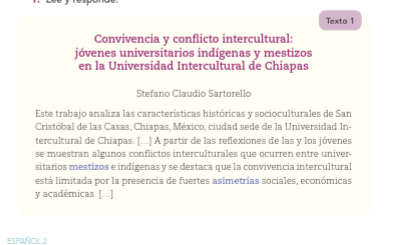 1. Lee y responde.
Texto 1
Convivencia y conflicto intercultural:
jóvenes universitarios indígenas y mestizos
en la Universidad Intercultural de Chiapas
Stefano Claudio Sartorello
Este trabajo analiza las características históricas y socioculturales de San
Cristóbal de las Casas, Chiapas, México, ciudad sede de la Universidad In-
tercultural de Chiapas. [...] A partir de las reflexiones de las y los jóvenes
se muestran algunos conflictos interculturales que ocurren entre univer-
sitarios mestizos e indígenas y se destaca que la convivencia intercultural
está limitada por la presencia de fuertes asimetrías sociales, económicas
y académicas. [...]
ESPAÑOL 2